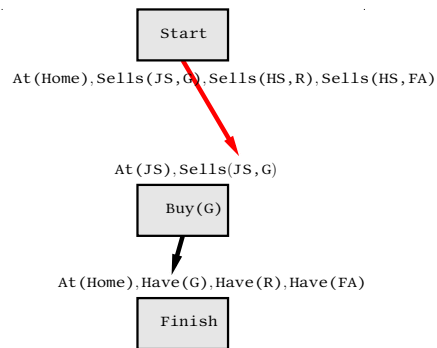 Start
At(Home),Sells(JS,G),Sells(HS,R),Sells(HS,FA)
At(JS),Sells(JS,G)
Buy(G)
At(Home),Have(G),Have(R),Have(FA)
Finish